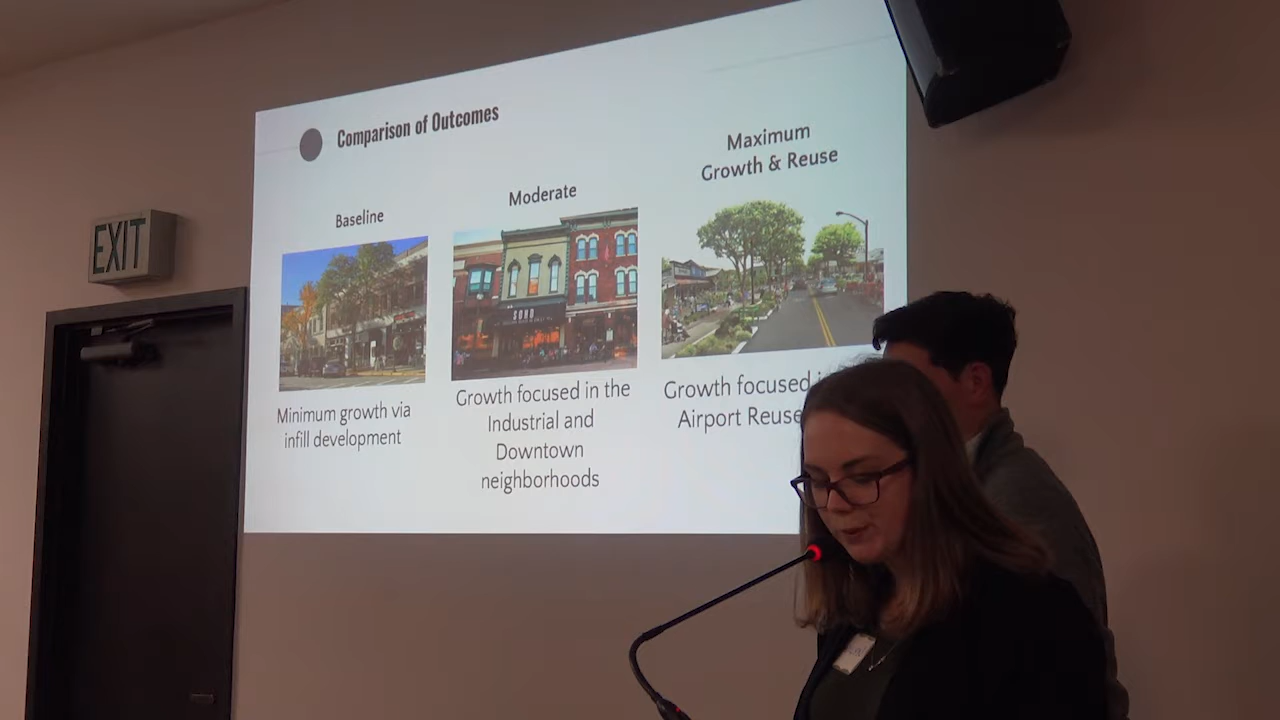 Comparison of Outcomes
Baseline
Minimum growth via
infill development
Moderate
SOHO
Growth focused in the
Industrial and
Downtown
neighborhoods
Maximum
Growth & Reuse
Growth focused
Airport Reuse
EXIT